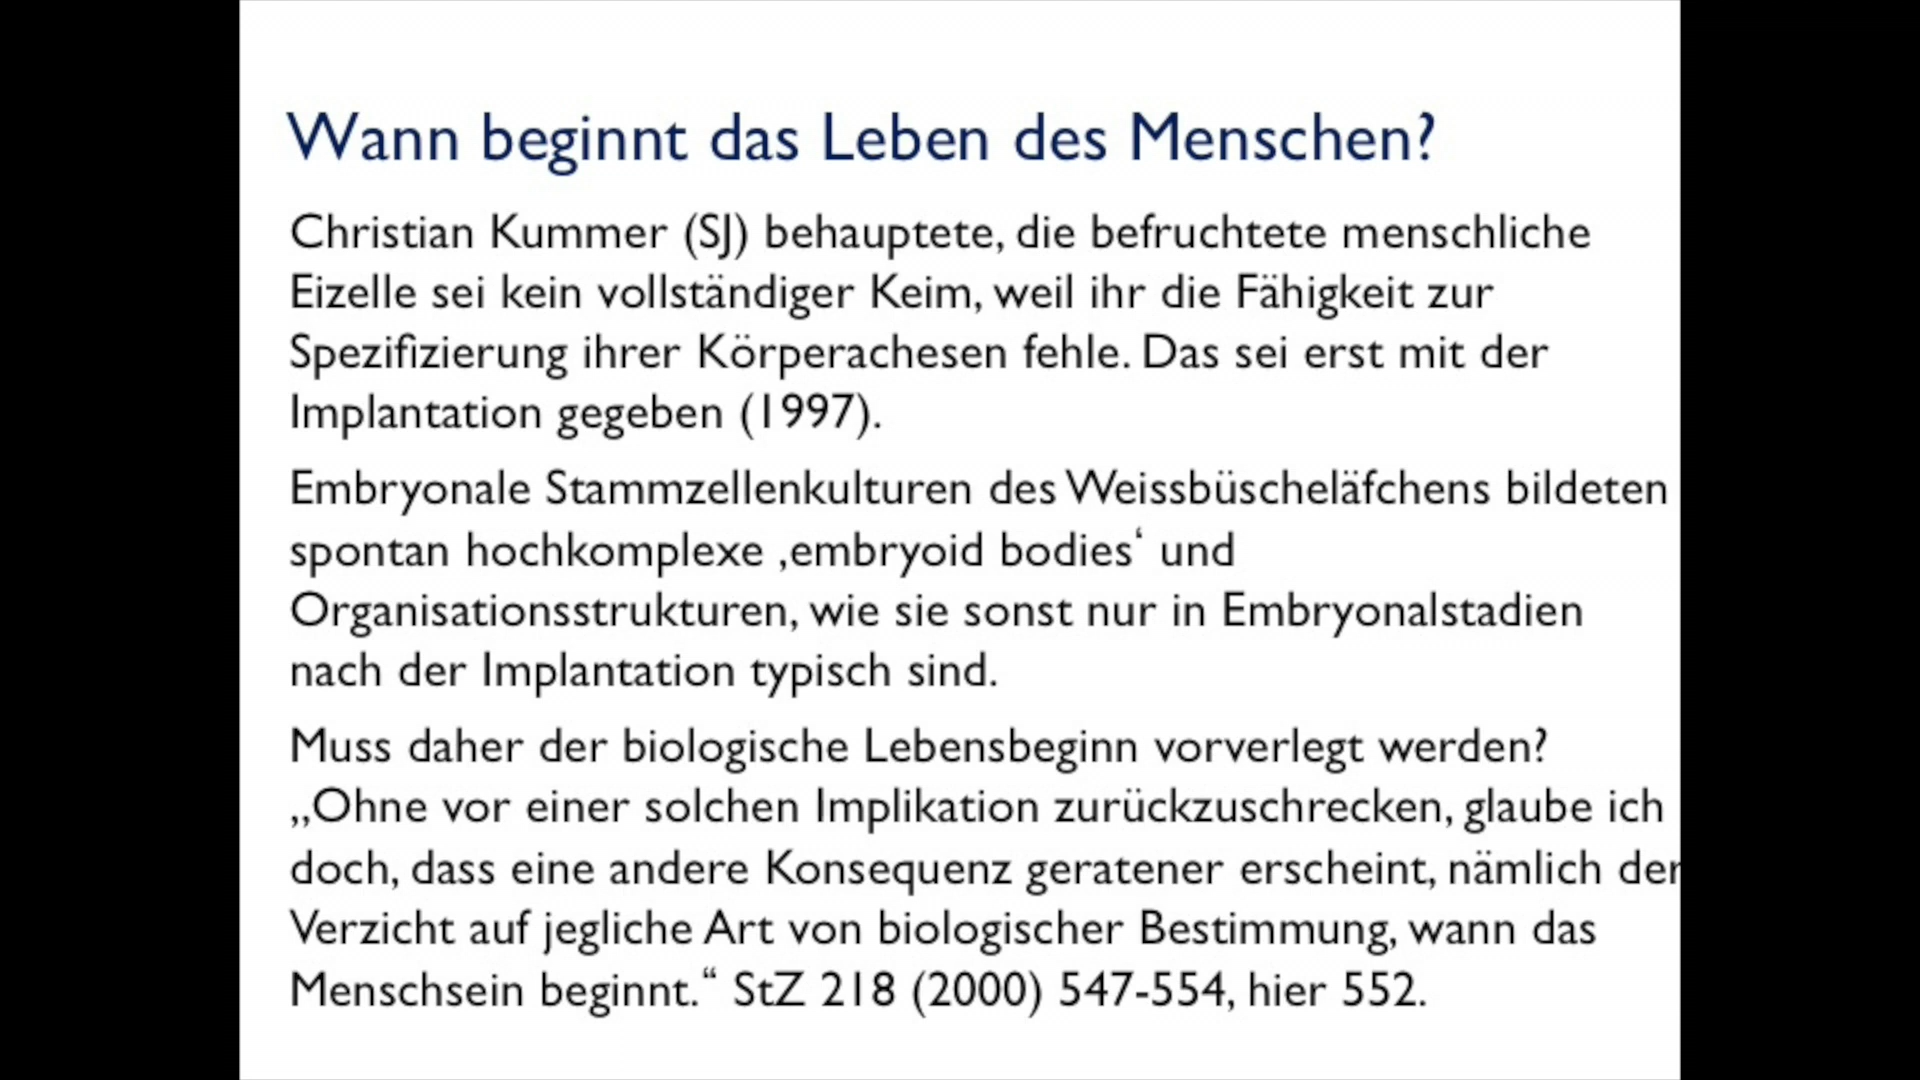 Wann beginnt das Leben des Menschen?
Christian Kummer (SJ) behauptete, die befruchtete menschliche
Eizelle sei kein vollständiger Keim, weil ihr die Fähigkeit zur
Spezifizierung ihrer Körperachesen fehle. Das sei erst mit der
Implantation gegeben (1997).
Embryonale Stammzellenkulturen des Weissbüscheläfchens bildeten
spontan hochkomplexe ‚embryoid bodies‘ und
Organisationsstrukturen, wie sie sonst nur in Embryonalstadien
nach der Implantation typisch sind.
Muss daher der biologische Lebensbeginn vorverlegt werden?
„Ohne vor einer solchen Implikation zurückzuschrecken, glaube ich
doch, dass eine andere Konsequenz geratener erscheint, nämlich der
Verzicht auf jegliche Art von biologischer Bestimmung, wann das
Menschsein beginnt.“ StZ 218 (2000) 547-554, hier 552.